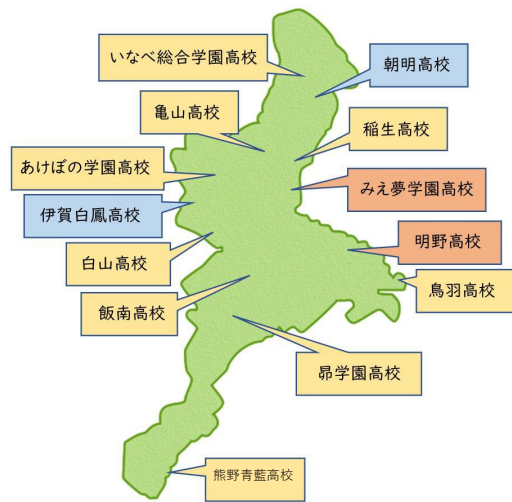 いなべ総合学園高校
朝明高校
亀山高校
稲生高校
あけぼの学園高校
みえ夢学園高校
伊賀白鳳高校
明野高校
白山高校
鳥羽高校
飯南高校
昴学園高校
熊野青藍高校